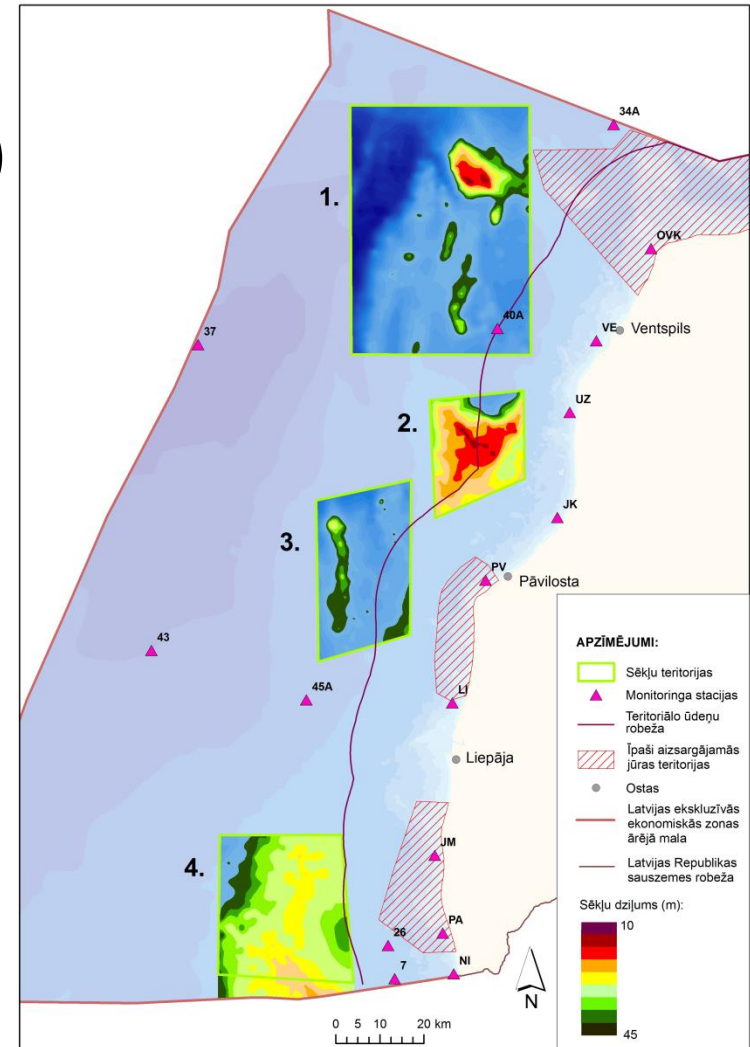 34A
1.
OVK
40A
VE
Ventspils
37
UZ
2.
JK
3.
PV
Pāvilosta
43
45A
LI
Liepāja
4.
JM
PA
26
7
NI
N
0 5 10 20 km
APZĪMĒJUMI:
Sēkļu teritorijas
Monitoringa stacijas
Teritoriālo ūdeņu
robeža
Īpaši aizsargājamās
jūras teritorijas
Ostas
Latvijas ekskluzīvās
ekonomiskās zonas
ārējā mala
Latvijas Republikas
sauszemes robeža
Sēkļu dziļums (m):
10
45